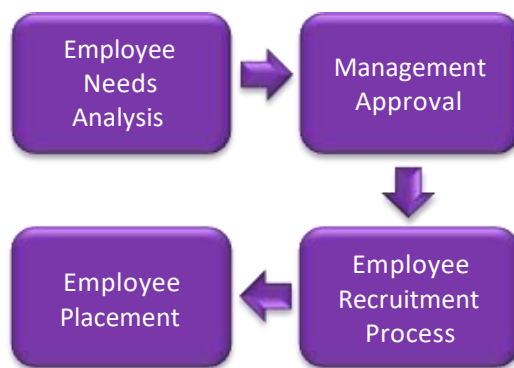 Employee
Needs
Analysis
Management
Approval
Employee
Recruitment
Process
Employee
Placement